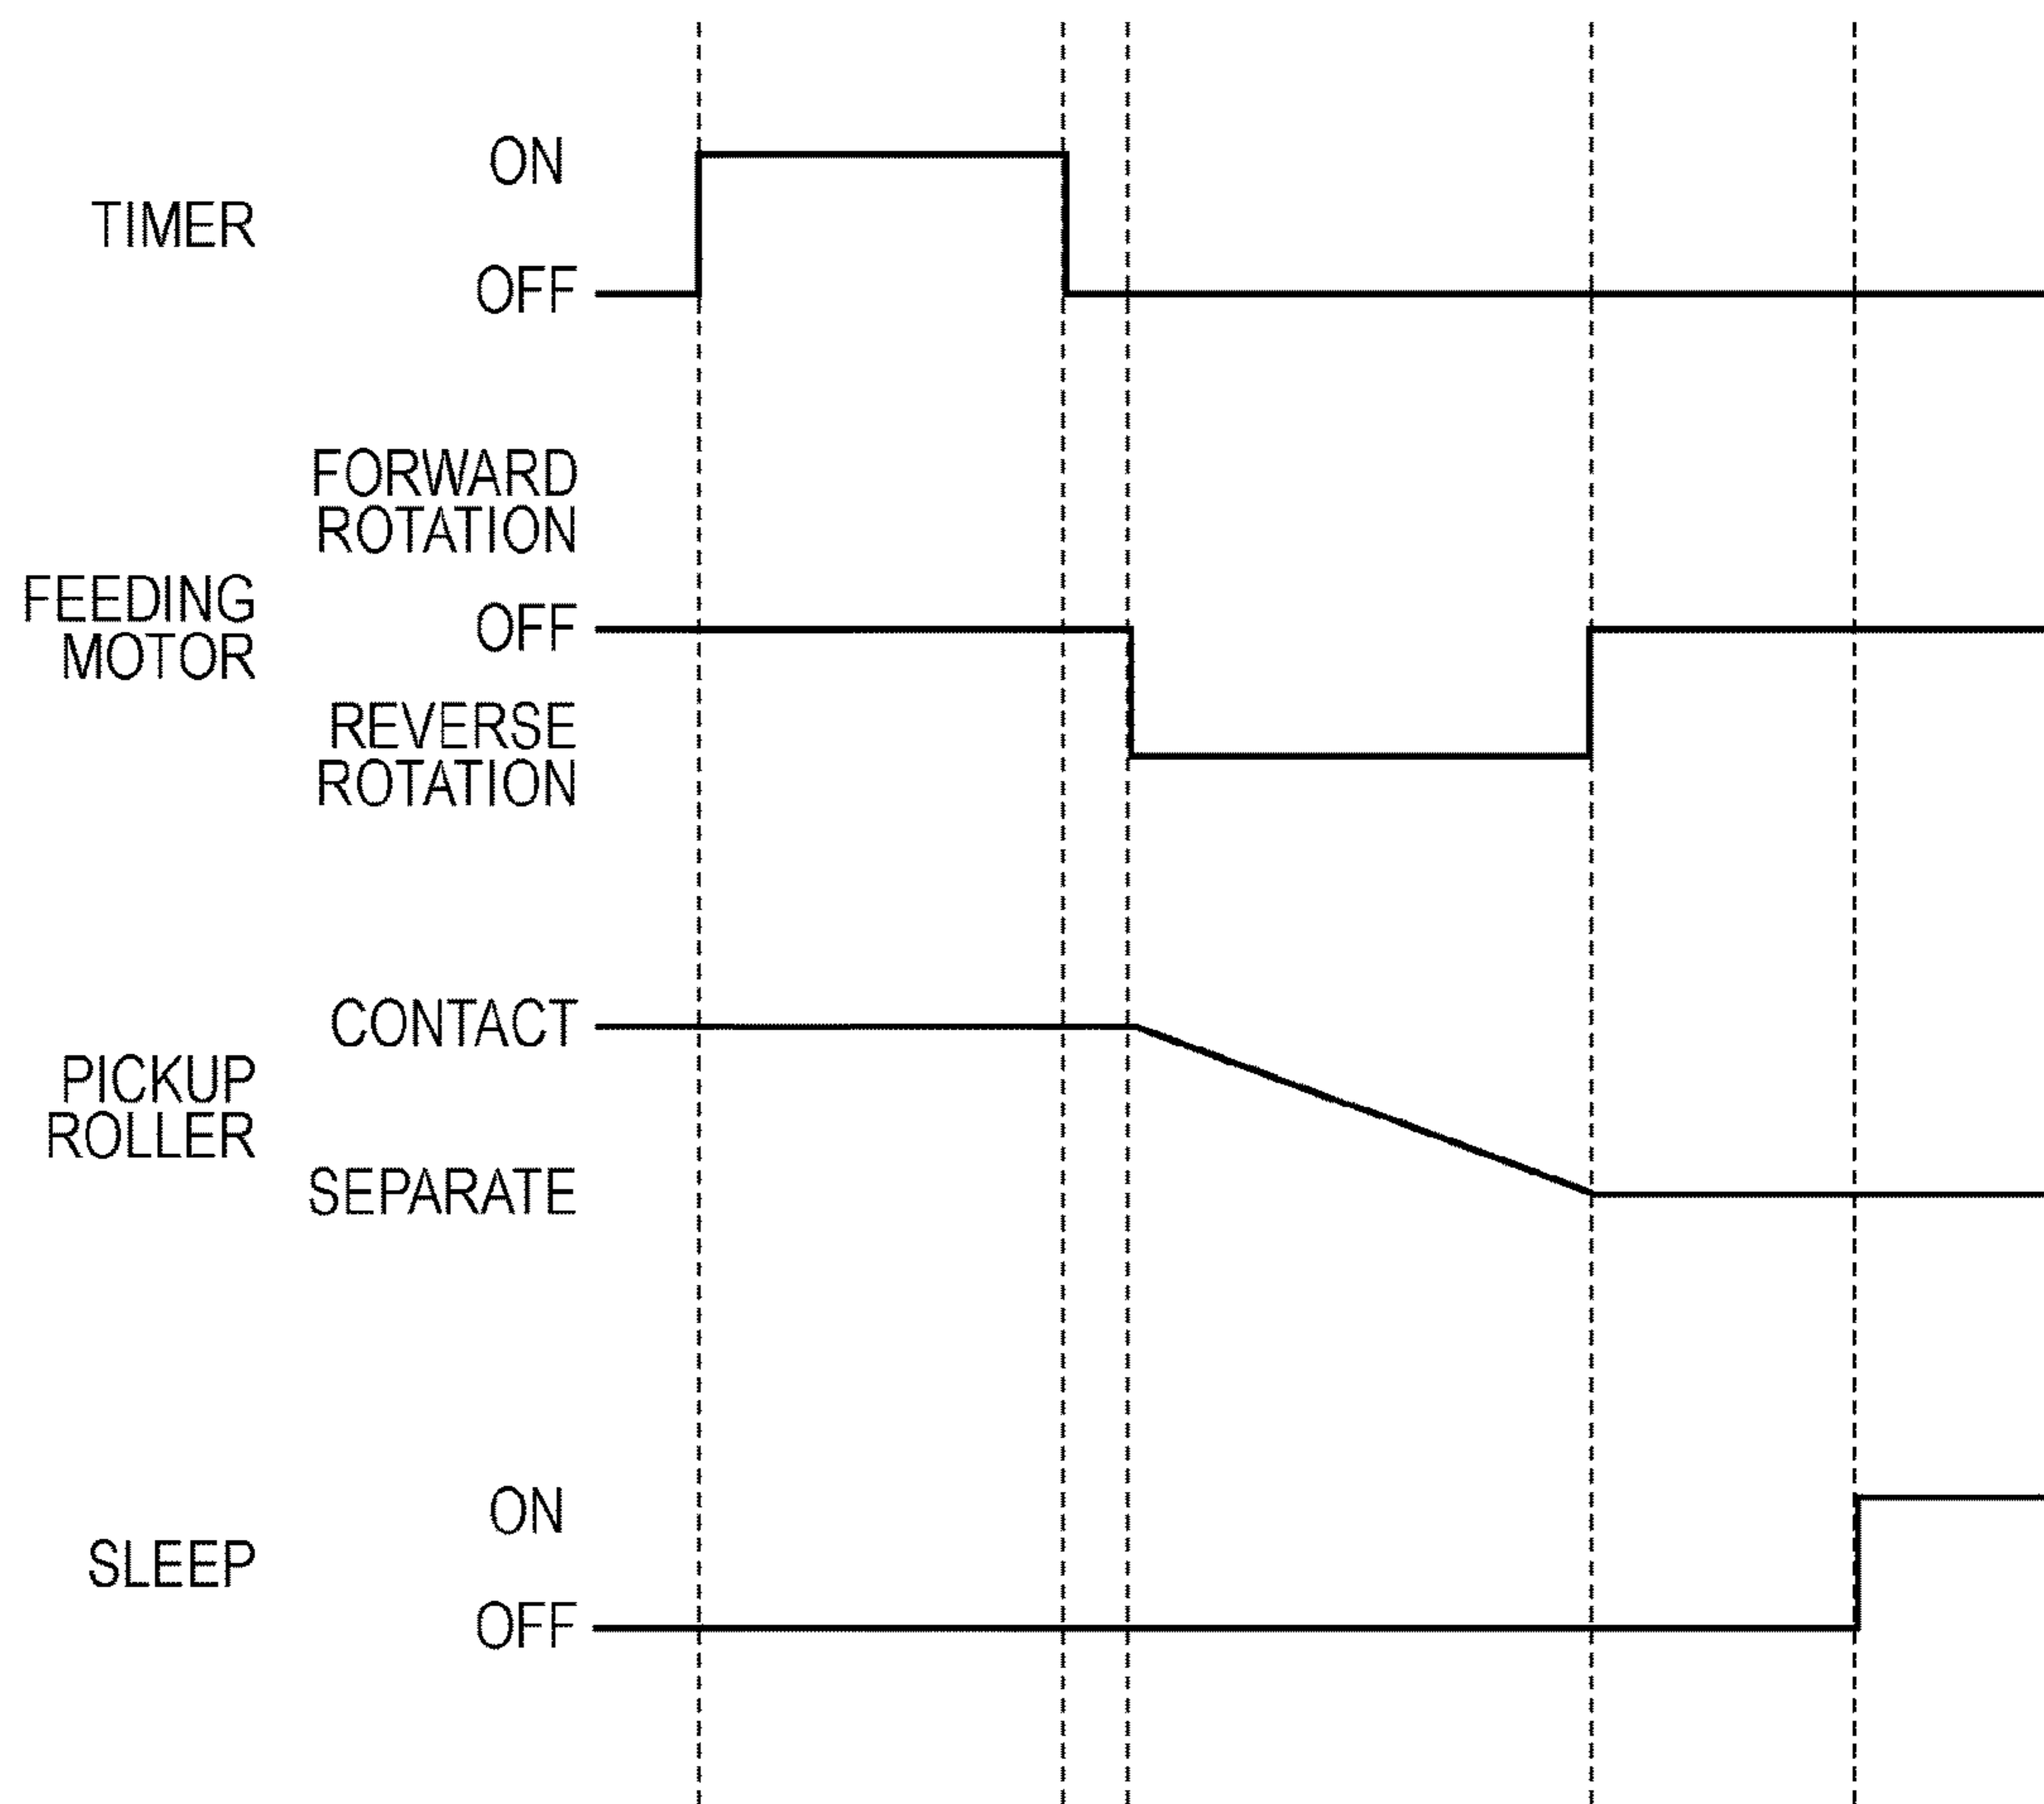 ON
TIMER
OFF
FORWARD
ROTATION
FEEDING
MOTOR
OFF
REVERSE
ROTATION
CONTACT
PICKUP
ROLLER
SEPARATE
ON
SLEEP
OFF